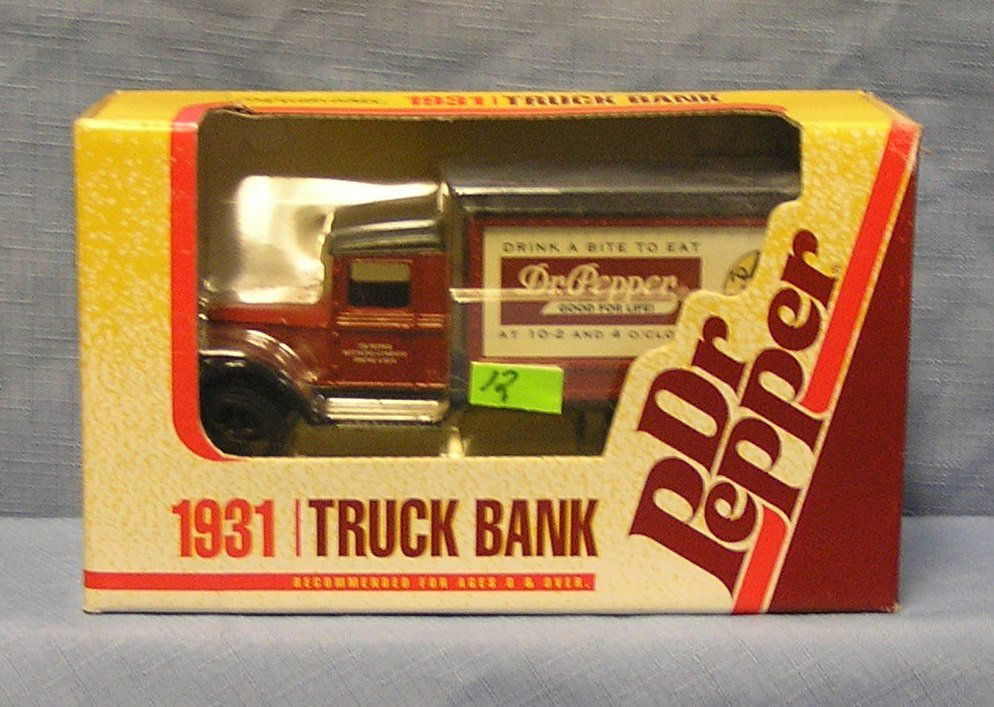 1931 | TRUCK BANK
DRINK A BITE TO EAT
Dr. Pepper
GOOD FOR LIFE!
AT 10-2 AND 4 O'CLO
12
Dr
Pepper
1931 | TRUCK BANK
RECOMMENDED FOR AGES 8 & OVER.